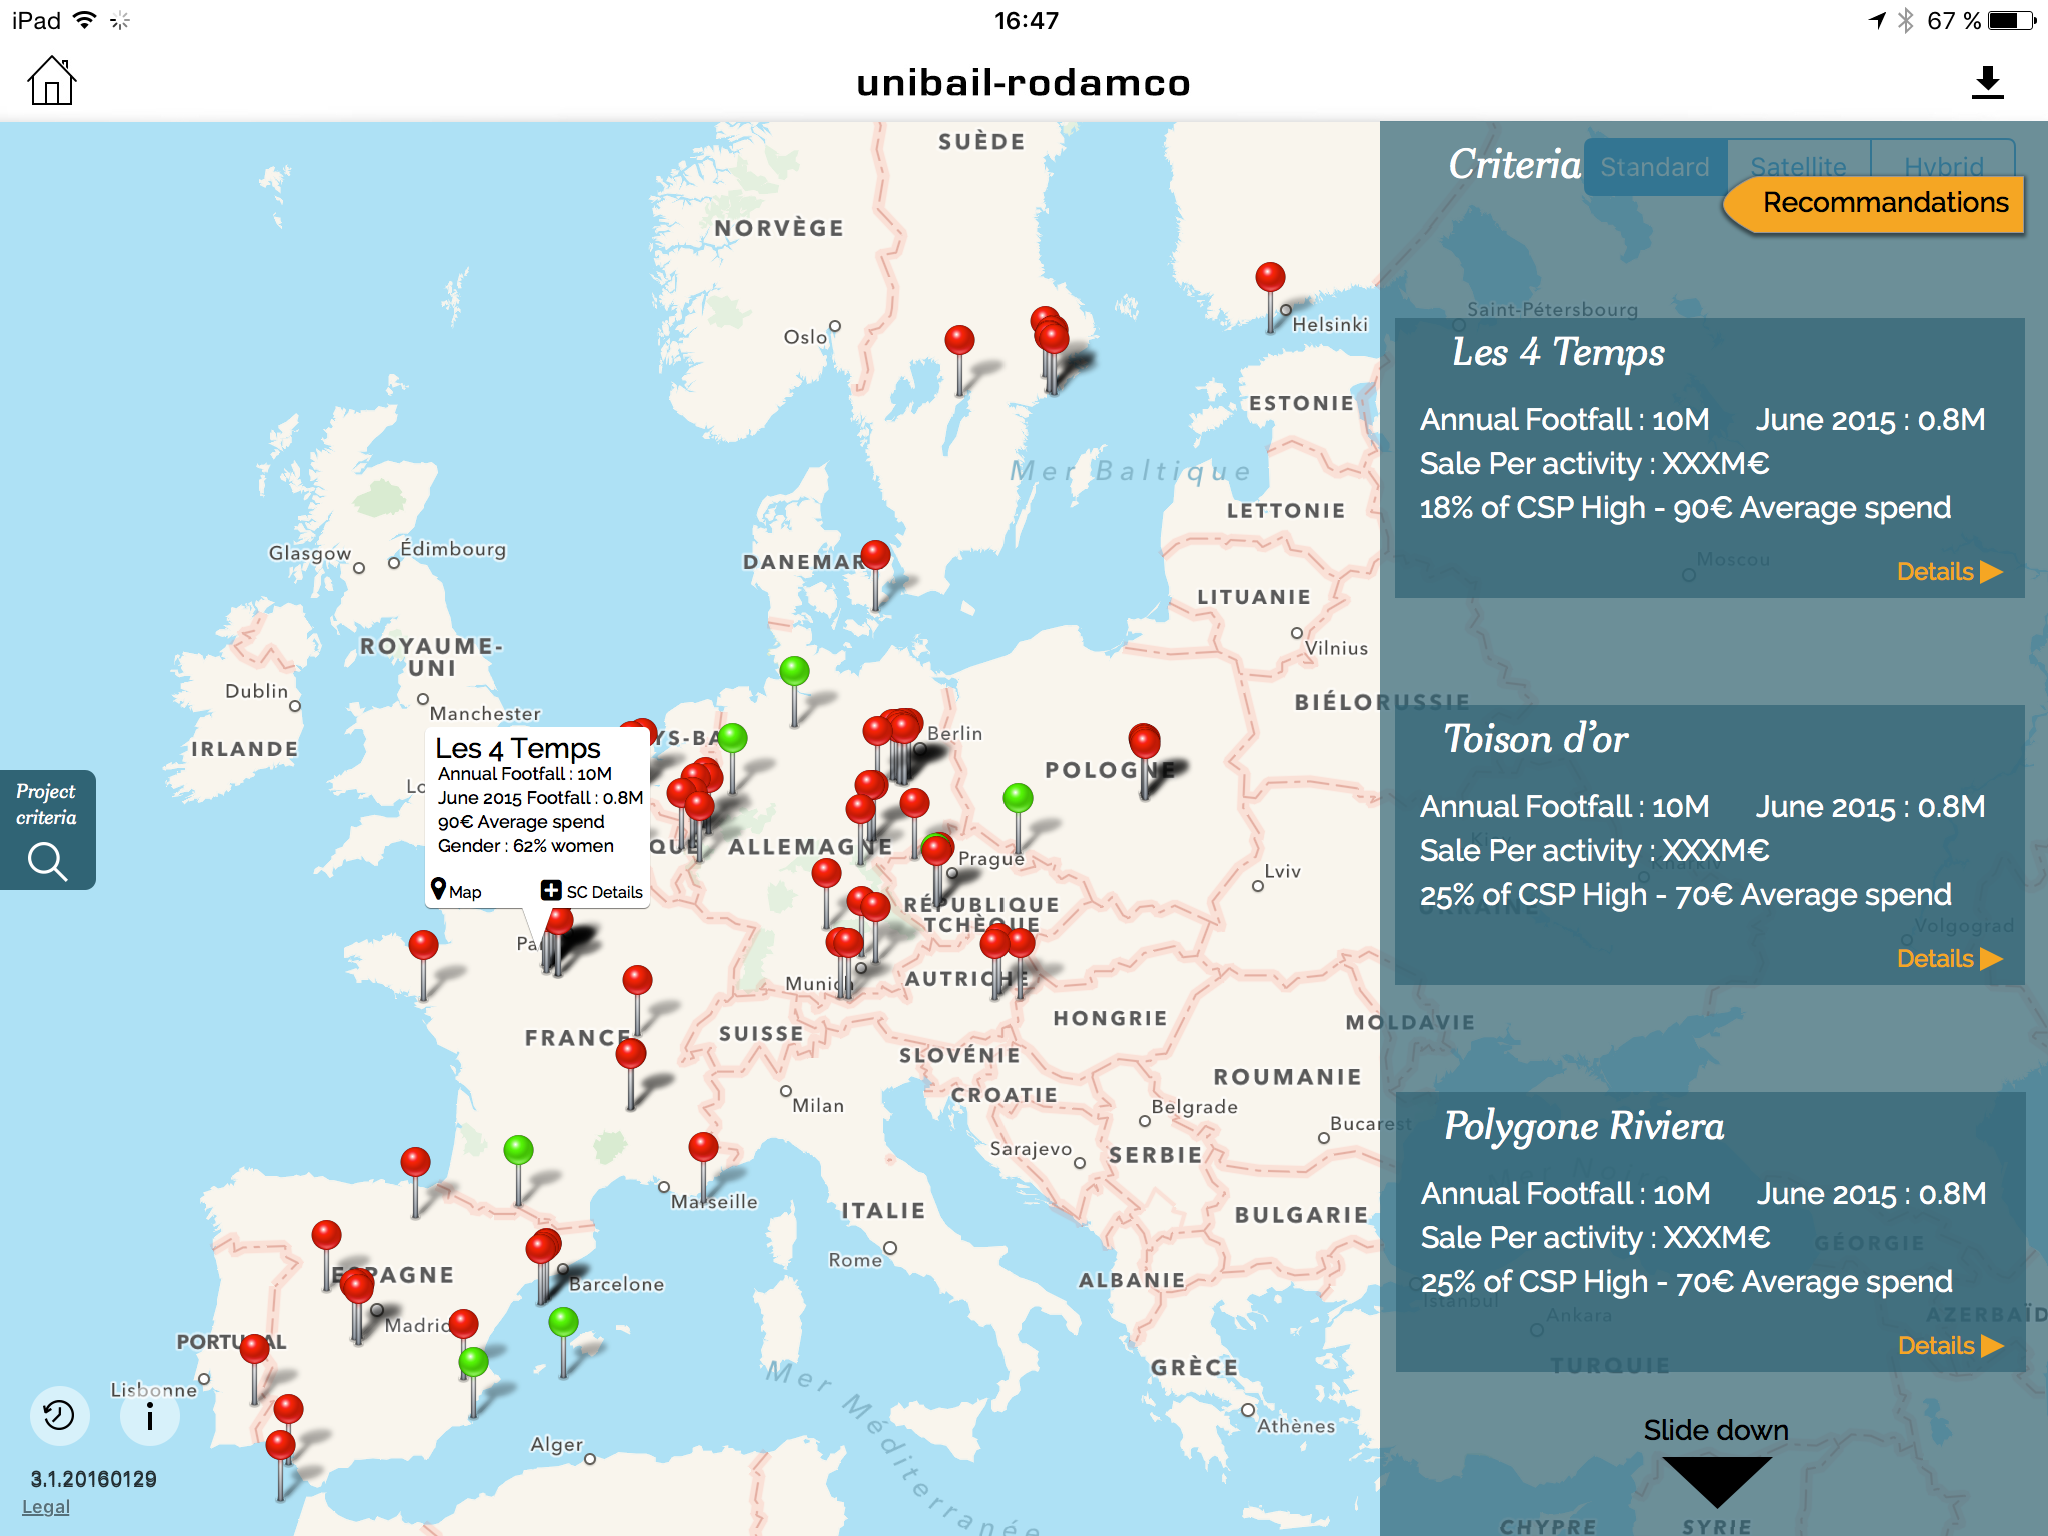 iPad
16:47
67 %
unibail-rodamco
SUÈDE
NORVÈGE
Oslo
Helsinki
ESTONIE
Mer Baltique
LETTONIE
Glasgow
Édimbourg
DANEMAR
LITUANIE
Vilnius
ROYAUME-
UNI
Dublin
Manchester
BIÉLORUSSIE
IRLANDE
YS-BA
Berlin
POLOGNE
Project
criteria
Lo
Les 4 Temps
Annual Footfall : 10M
June 2015 Footfall : 0.8M
90€ Average spend
Gender : 62% women
Map
SC Details
QUE
ALLEMAGNE
Prague
Lviv
RÉPUBLIQUE
TCHÈQUE
Pa
Munich
AUTRICHE
FRANCE
SUISSE
HONGRIE
MOLDAVIE
SLOVÉNIE
ROUMANIE
CROATIE
Milan
Belgrade
Bucarest
Sarajevo
SERBIE
Marseille
ITALIE
BULGARIE
Rome
ESPAGNE
Barcelone
ALBANIE
Madrid
PORTUGAL
GRÈCE
Lisbonne
Mer Méditerranée
Athènes
Alger
3.1.20160129
Legal
Criteria
Standard
Satellite
Hybrid
Recommandations
Saint-Pétersbourg
Les 4 Temps
Annual Footfall : 10M June 2015 : 0.8M
Sale Per activity : XXXM€
18% of CSP High - 90€ Average spend
Moscou
Details
Toison d’or
Annual Footfall : 10M June 2015 : 0.8M
Sale Per activity : XXXM€
25% of CSP High - 70€ Average spend
UKRAINE
Volgograd
Details
Polygone Riviera
Annual Footfall : 10M June 2015 : 0.8M
Sale Per activity : XXXM€
GÉORGIE
25% of CSP High - 70€ Average spend
Istanbul
Ankara
AZERBAÏD
Details
TURQUIE
Slide down
CHYPRE
SYRIE